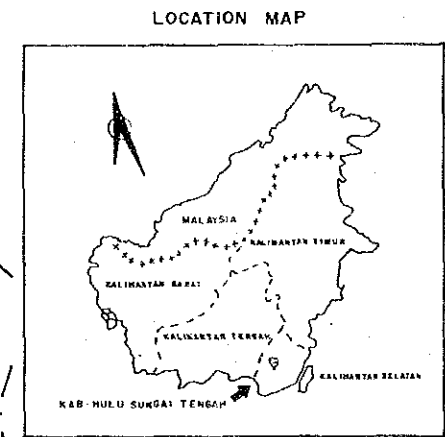 LOCATION MAP
MALAYSIA
KALIMANTAN TIMUR
KALIMANTAN BARAT
KALIMANTAN TENGAH
KALIMANTAN SELATAN
KAB-HULU SUNGAI TENGAH